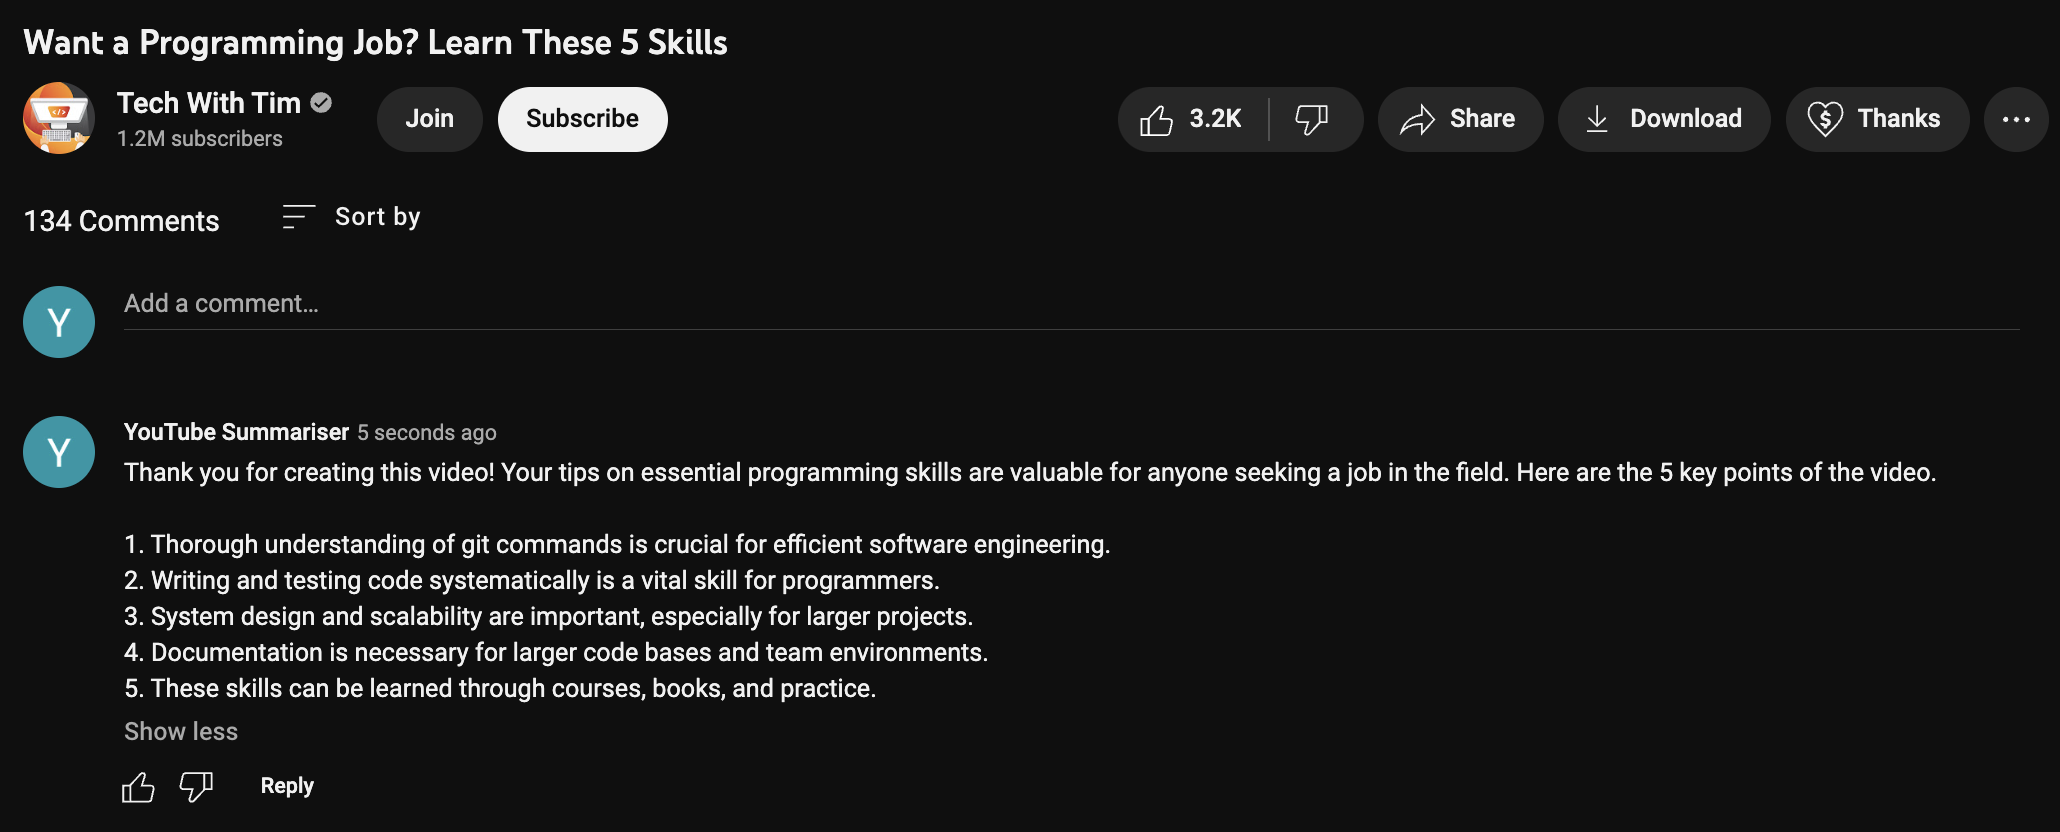 Want a Programming Job? Learn These 5 Skills
Tech With Tim
1.2M subscribers
Join
Subscribe
3.2K
Share
Download
Thanks
134 Comments
Sort by
Y
Add a comment...
Y
YouTube Summariser 5 seconds ago
Thank you for creating this video! Your tips on essential programming skills are valuable for anyone seeking a job in the field. Here are the 5 key points of the video.
1. Thorough understanding of git commands is crucial for efficient software engineering.
2. Writing and testing code systematically is a vital skill for programmers.
3. System design and scalability are important, especially for larger projects.
4. Documentation is necessary for larger code bases and team environments.
5. These skills can be learned through courses, books, and practice.
Show less
Reply